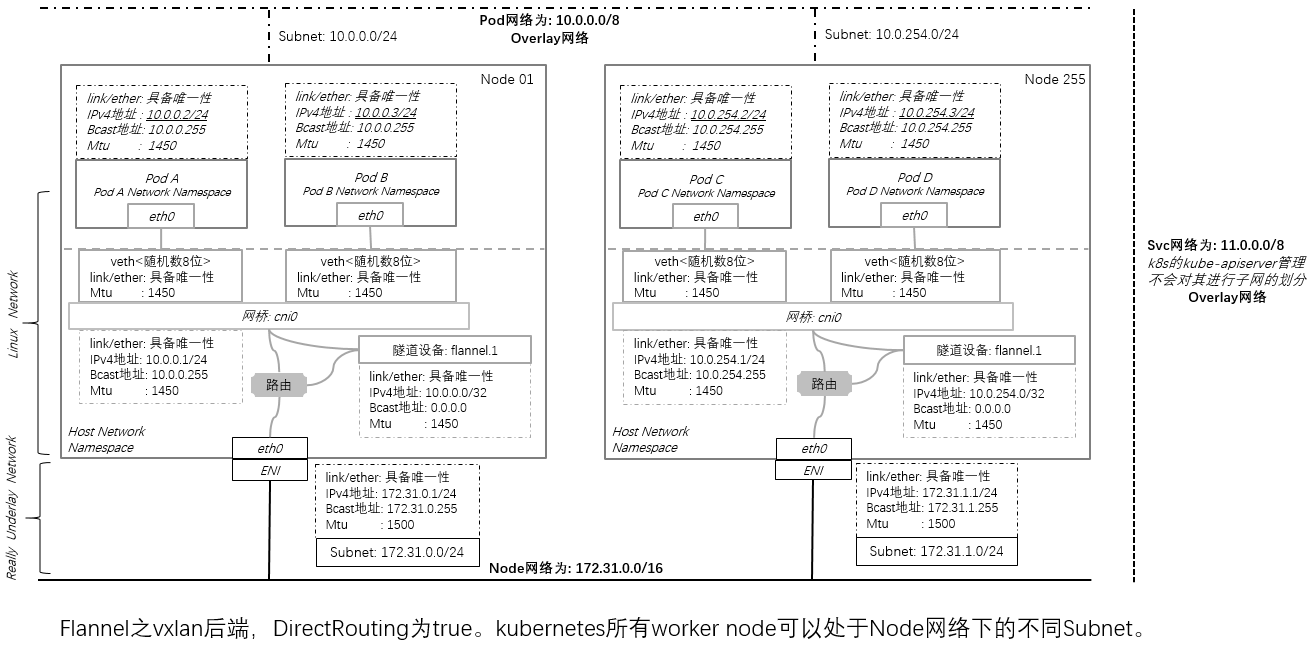 Pod网络为: 10.0.0.0/8
Overlay网络
Subnet: 10.0.0.0/24
Subnet: 10.0.254.0/24
Node 01
link/ether: 具备唯一性
IPv4地址 : 10.0.0.2/24
Bcast地址: 10.0.0.255
Mtu : 1450
Pod A
Pod A Network Namespace
eth0
link/ether: 具备唯一性
IPv4地址 : 10.0.0.3/24
Bcast地址: 10.0.0.255
Mtu : 1450
Pod B
Pod B Network Namespace
eth0
veth<随机数8位>
link/ether: 具备唯一性
Mtu : 1450
veth<随机数8位>
link/ether: 具备唯一性
Mtu : 1450
网桥: cni0
link/ether: 具备唯一性
IPv4地址: 10.0.0.1/24
Bcast地址: 10.0.0.255
Mtu : 1450
路由
隧道设备: flannel.1
link/ether: 具备唯一性
IPv4地址: 10.0.0.0/32
Bcast地址: 0.0.0.0
Mtu : 1450
Host Network
Namespace
eth0
ENI
link/ether: 具备唯一性
IPv4地址: 172.31.0.1/24
Bcast地址: 172.31.0.255
Mtu : 1500
Subnet: 172.31.0.0/24
Node 255
link/ether: 具备唯一性
IPv4地址 : 10.0.254.2/24
Bcast地址: 10.0.254.255
Mtu : 1450
Pod C
Pod C Network Namespace
eth0
link/ether: 具备唯一性
IPv4地址 : 10.0.254.3/24
Bcast地址: 10.0.254.255
Mtu : 1450
Pod D
Pod D Network Namespace
eth0
veth<随机数8位>
link/ether: 具备唯一性
Mtu : 1450
veth<随机数8位>
link/ether: 具备唯一性
Mtu : 1450
网桥: cni0
link/ether: 具备唯一性
IPv4地址: 10.0.254.1/24
Bcast地址: 10.0.254.255
Mtu : 1450
路由
隧道设备: flannel.1
link/ether: 具备唯一性
IPv4地址: 10.0.254.0/32
Bcast地址: 0.0.0.0
Mtu : 1450
Host Network
Namespace
eth0
ENI
link/ether: 具备唯一性
IPv4地址: 172.31.1.1/24
Bcast地址: 172.31.1.255
Mtu : 1500
Subnet: 172.31.1.0/24
Node网络为: 172.31.0.0/16
Linux Network
Really Underlay Network
Svc网络为: 11.0.0.0/8
k8s的kube-apiserver管理
不会对其进行子网的划分
Overlay网络
Flannel之vxlan后端，DirectRouting为true。kubernetes所有worker node可以处于Node网络下的不同Subnet。